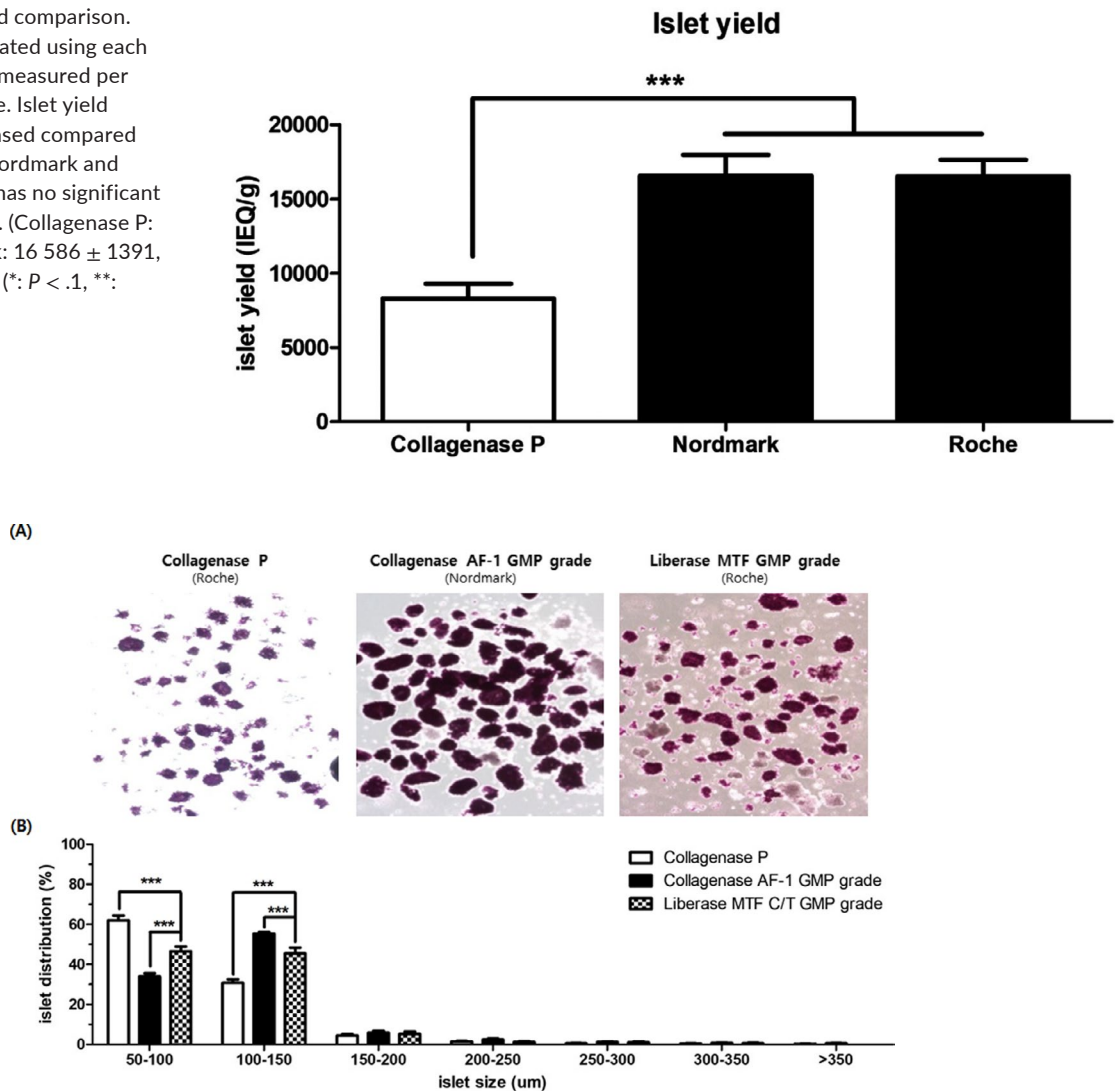 d comparison.
ated using each
measured per
e. Islet yield
ased compared
ordmark and
has no significant
. (Collagenase P:
k: 16 586 ± 1391,
(*: P < .1, **:
Islet yield
***
islet yield (IEQ/g)
20000
15000
10000
5000
0
Collagenase P
Nordmark
Roche
(A)
Collagenase P
(Roche)
Collagenase AF-1 GMP grade
(Nordmark)
Liberase MTF GMP grade
(Roche)
(B)
islet distribution (%)
100
80
60
40
20
0
***
***
***
***
Collagenase P
Collagenase AF-1 GMP grade
Liberase MTF C/T GMP grade
50-100
100-150
150-200
200-250
250-300
300-350
>350
islet size (um)